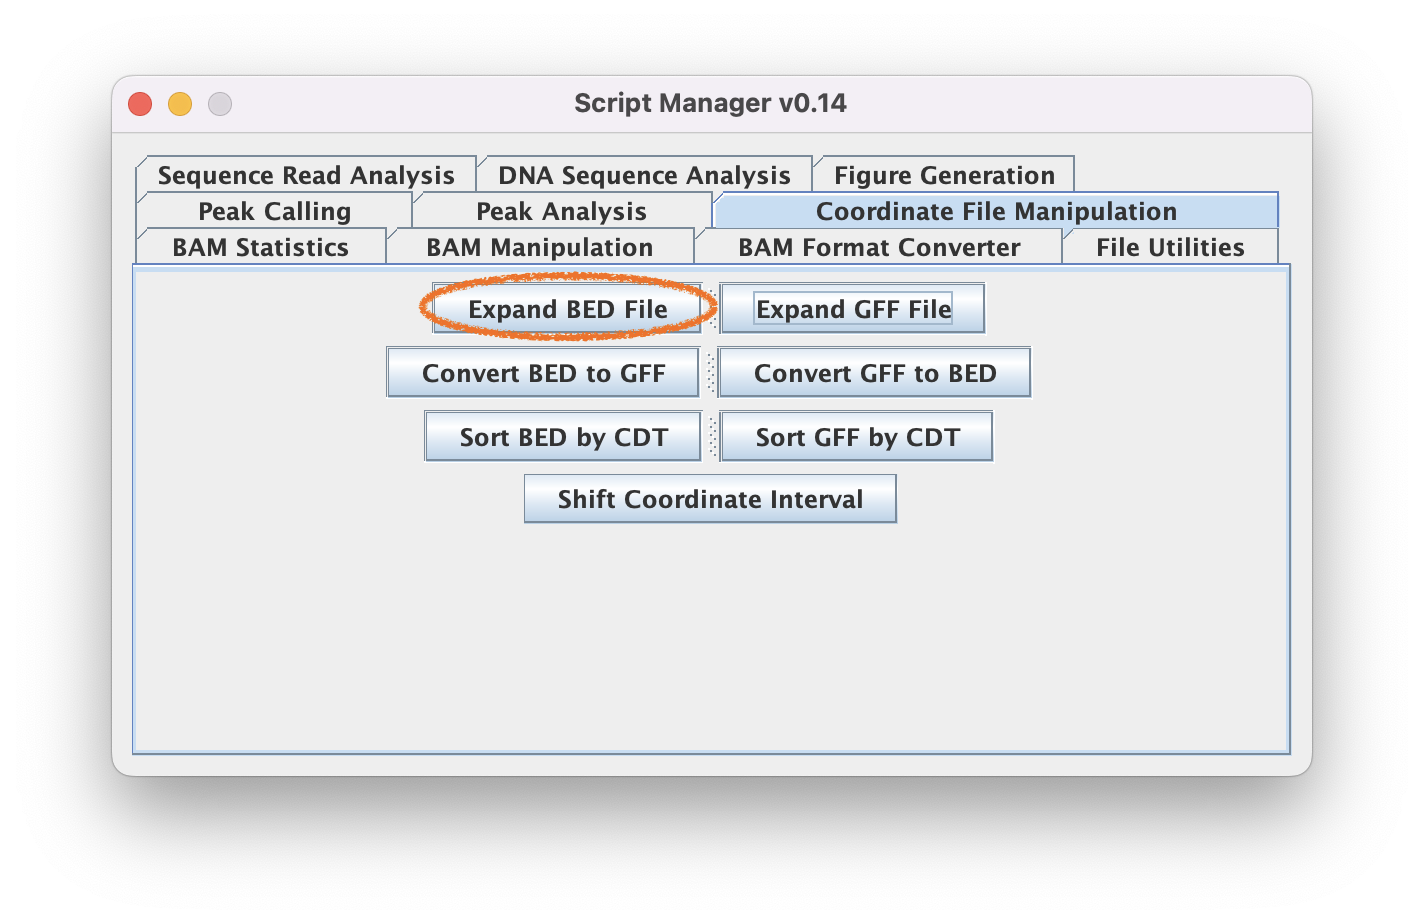 Script Manager v0.14
Sequence Read Analysis DNA Sequence Analysis Figure Generation
Peak Calling Peak Analysis Coordinate File Manipulation
BAM Statistics BAM Manipulation BAM Format Converter File Utilities
Expand BED File Expand GFF File
Convert BED to GFF Convert GFF to BED
Sort BED by CDT Sort GFF by CDT
Shift Coordinate Interval